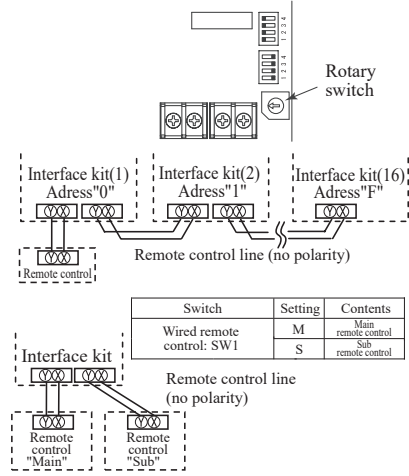 1 2 3 4
1 2 3 4
Rotary
switch
Interface kit(1)
Adress"0"
Interface kit(2)
Adress"1"
Interface kit(16)
Adress"F"
Ⓨ Ⓧ
Ⓨ Ⓧ
Ⓨ Ⓧ
Ⓨ Ⓧ
Ⓨ Ⓧ
Ⓨ Ⓧ
Remote control
Remote control line (no polarity)
Switch Setting Contents
Wired remote
control: SW1
M Main
remote control
S Sub
remote control
Interface kit
Ⓨ Ⓧ
Ⓨ Ⓧ
Remote control line
(no polarity)
Ⓨ Ⓧ
Ⓨ Ⓧ
Remote
control
"Main"
Remote
control
"Sub"